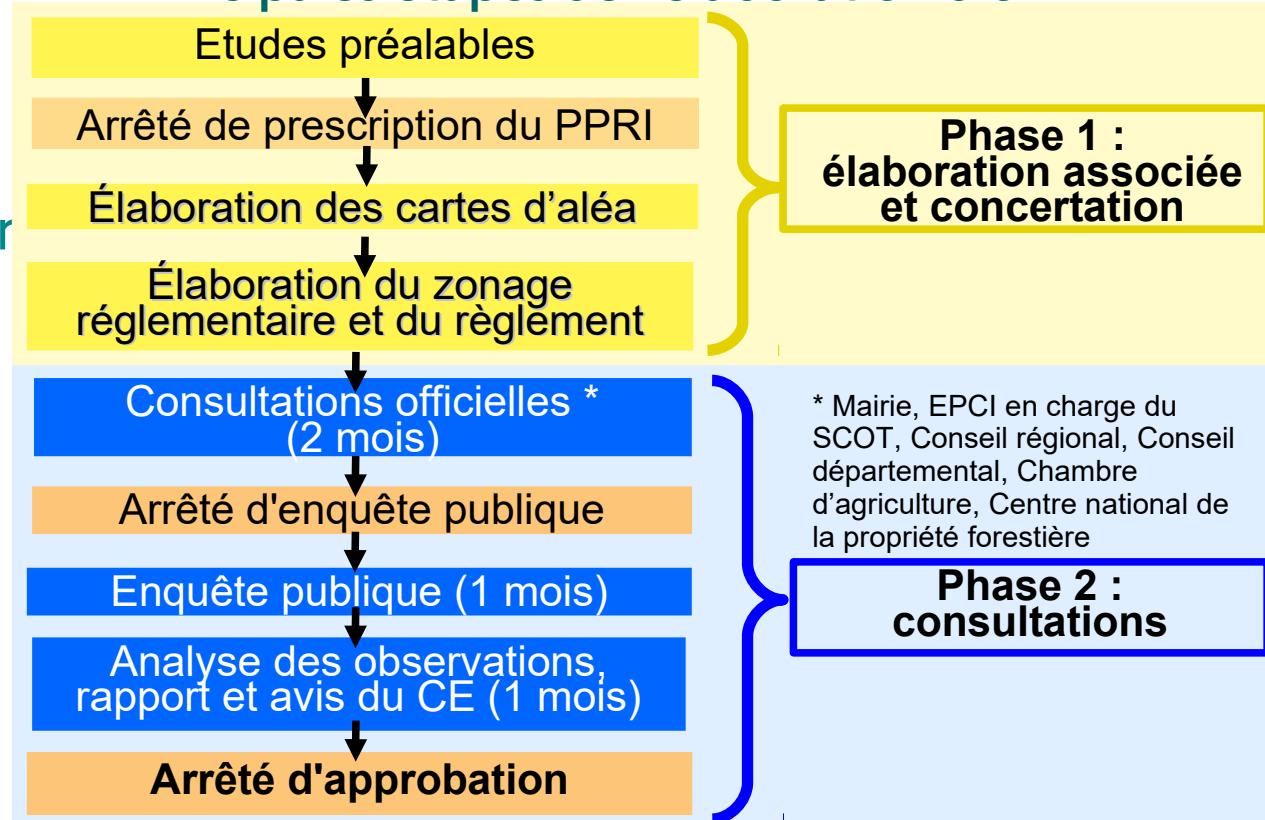 Etudes préalables
Arrêté de prescription du PPRI
Élaboration des cartes d’aléa
Élaboration du zonage
réglementaire et du règlement
Phase 1 :
élaboration associée
et concertation
Consultations officielles *
(2 mois)
Arrêté d'enquête publique
Enquête publique (1 mois)
Analyse des observations,
rapport et avis du CE (1 mois)
Arrêté d'approbation
* Mairie, EPCI en charge du
SCOT, Conseil régional, Conseil
départemental, Chambre
d’agriculture, Centre national de
la propriété forestière
Phase 2 :
consultations